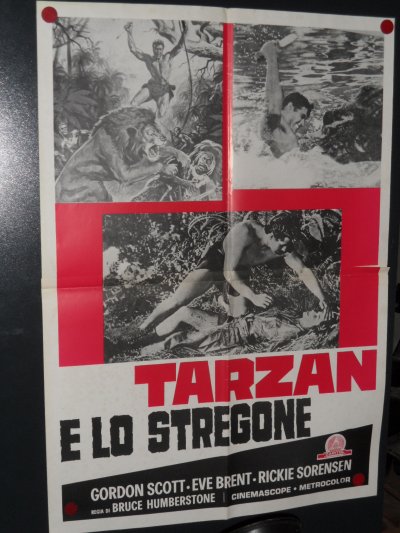 TARZAN
E LO STREGONE
GORDON SCOTT - EVE BRENT - RICKIE SORENSEN
REGIA DI BRUCE HUMBERSTONE | CINEMASCOPE - METROCOLOR